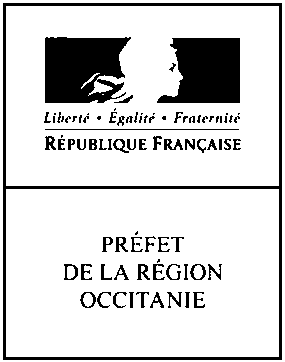 Liberté • Égalité • Fraternité
RÉPUBLIQUE FRANÇAISE
PRÉFET
DE LA RÉGION
OCCITANIE